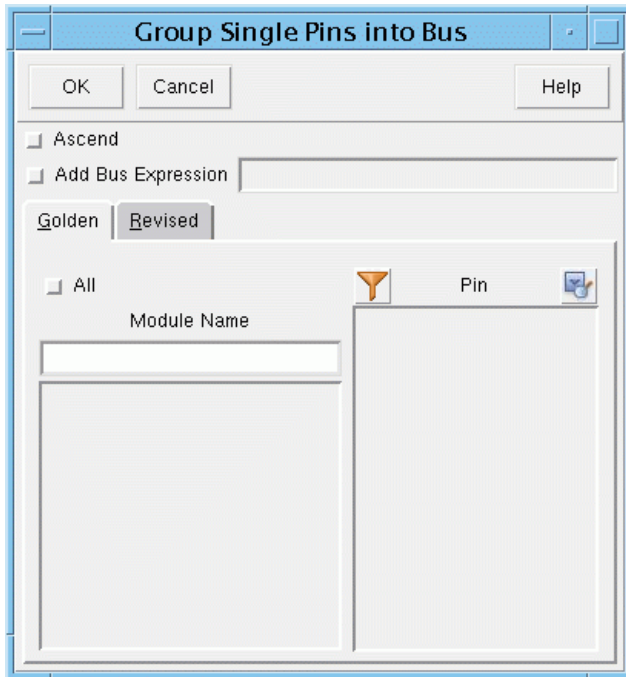 Group Single Pins into Bus
OK Cancel Help
Ascend
Add Bus Expression
Golden Revised
All Pin
Module Name